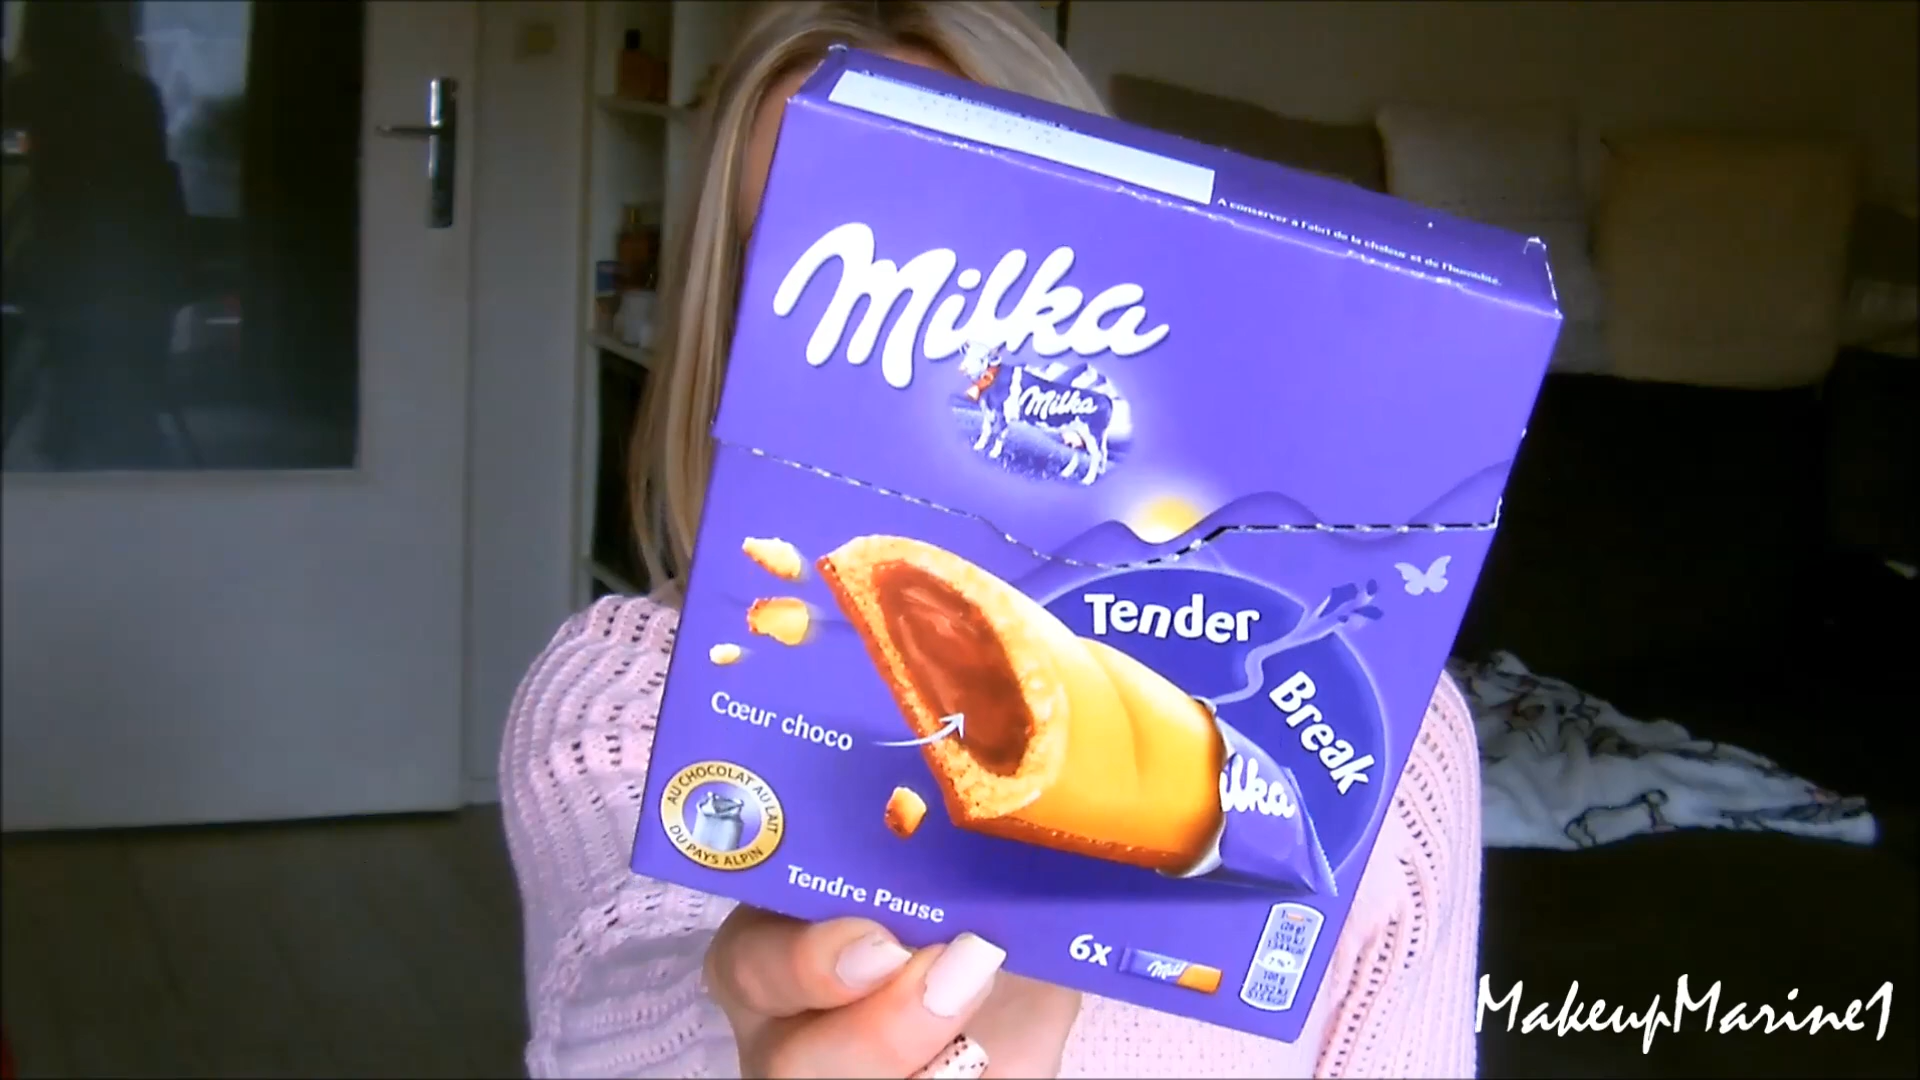 A conserver à l'abri de la chaleur et de l'humidité.
Milka
Milka
Tender
Break
Cœur choco
ilka
AU CHOCOLAT AU LAIT
DU PAYS ALPIN
Tendre Pause
6x
MakeupMarine1